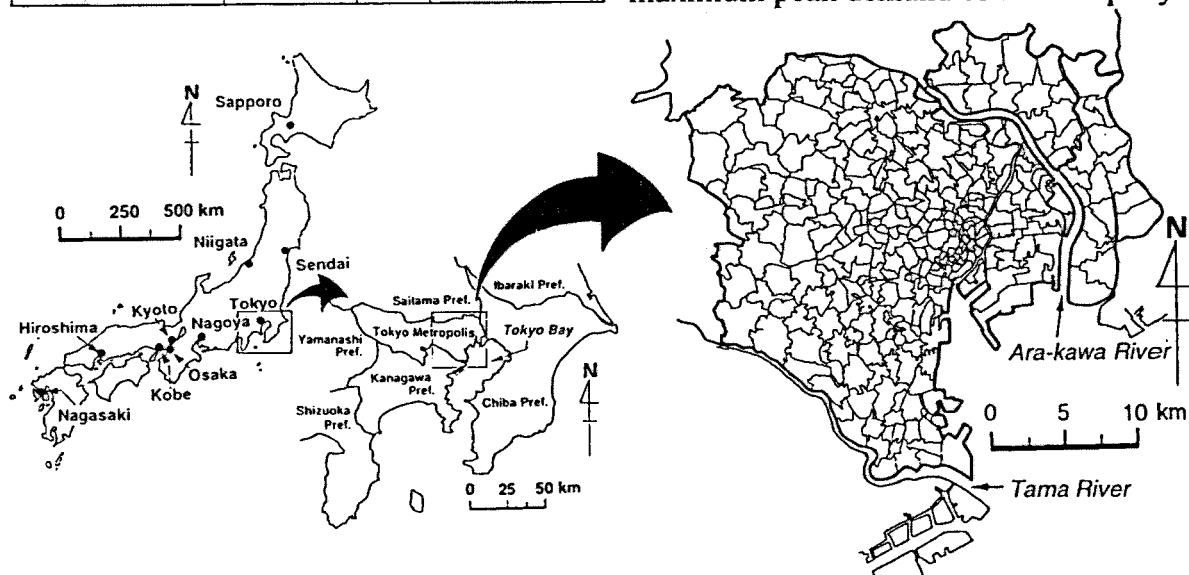 N
Sapporo
0 250 500 km
Niigata
Sendai
Kyoto
Tokyo
Hiroshima
Nagoya
Osaka
Kobe
Nagasaki
Ibaraki Pref.
Saitama Pref.
Tokyo Metropolis
Tokyo Bay
Yamanashi
Pref.
Kanagawa
Pref.
Chiba Pref.
Shizuoka
Pref.
N
0 25 50 km
N
Ara-kawa River
0 5 10 km
Tama River